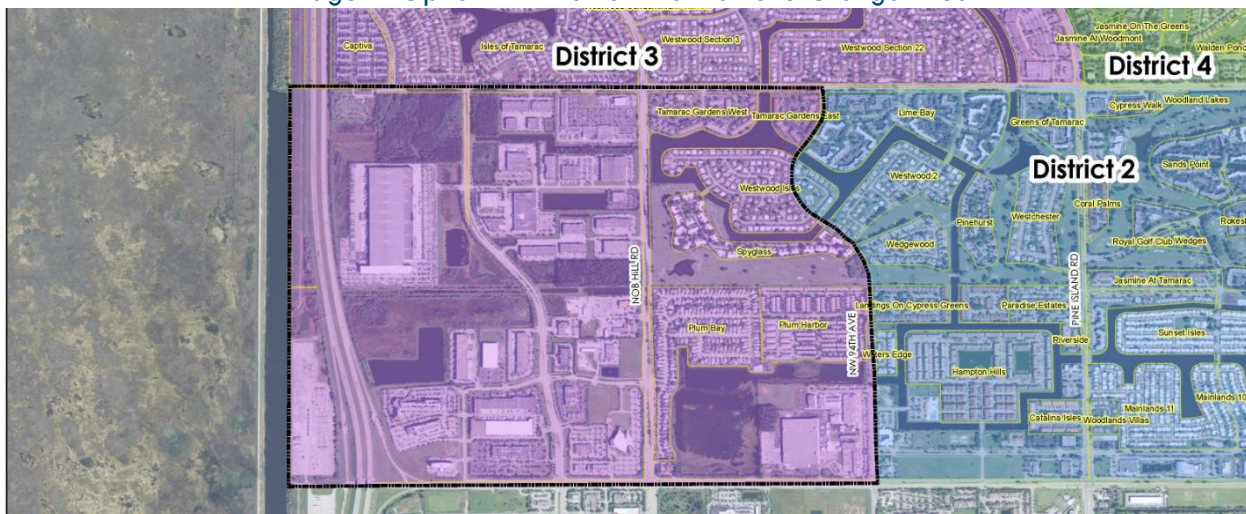 Captiva
Isles of Tamarac
Westwood Section 3
Westwood Section 22
Jasmine On The Greens
Jasmine At Woodmont
Walden Pond
District 3
District 4
Tamarac Gardens West
Tamarac Gardens East
Lime Bay
Greens of Tamarac
Cypress Walk
Woodland Lakes
Sands Point
District 2
Westwood Isles
Westwood 2
Pinehurst
Westchester
Coral Palms
Wedgewood
Royal Golf Club Wedges
Spyglass
NOB HILL RD
PINE ISLAND RD
Jasmine At Tamarac
Landings On Cypress Greens
Paradise Estates
Plum Bay
Plum Harbor
NW 94TH AVE
Waters Edge
Riverside
Sunset Isles
Hampton Hills
Catalina Isles
Woodlands Villas
Mainlands 11
Mainlands 10